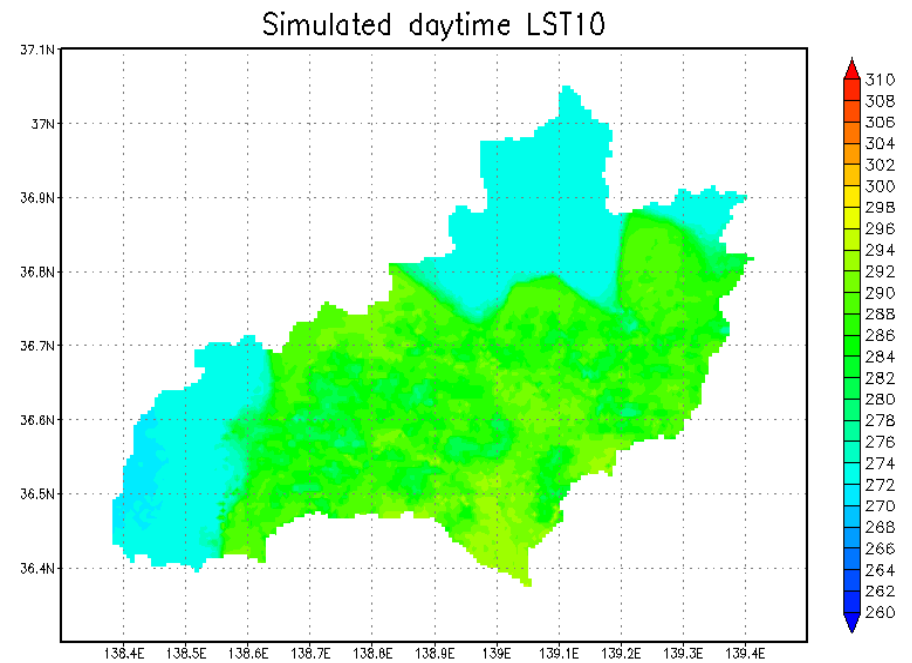 Simulated daytime LST10
37.1N
37N
36.9N
36.8N
36.7N
36.6N
36.5N
36.4N
138.4E 138.5E 138.6E 138.7E 138.8E 138.9E 139E 139.1E 139.2E 139.3E 139.4E
310
308
306
304
302
300
298
296
294
292
290
288
286
284
282
280
278
276
274
272
270
268
266
264
262
260